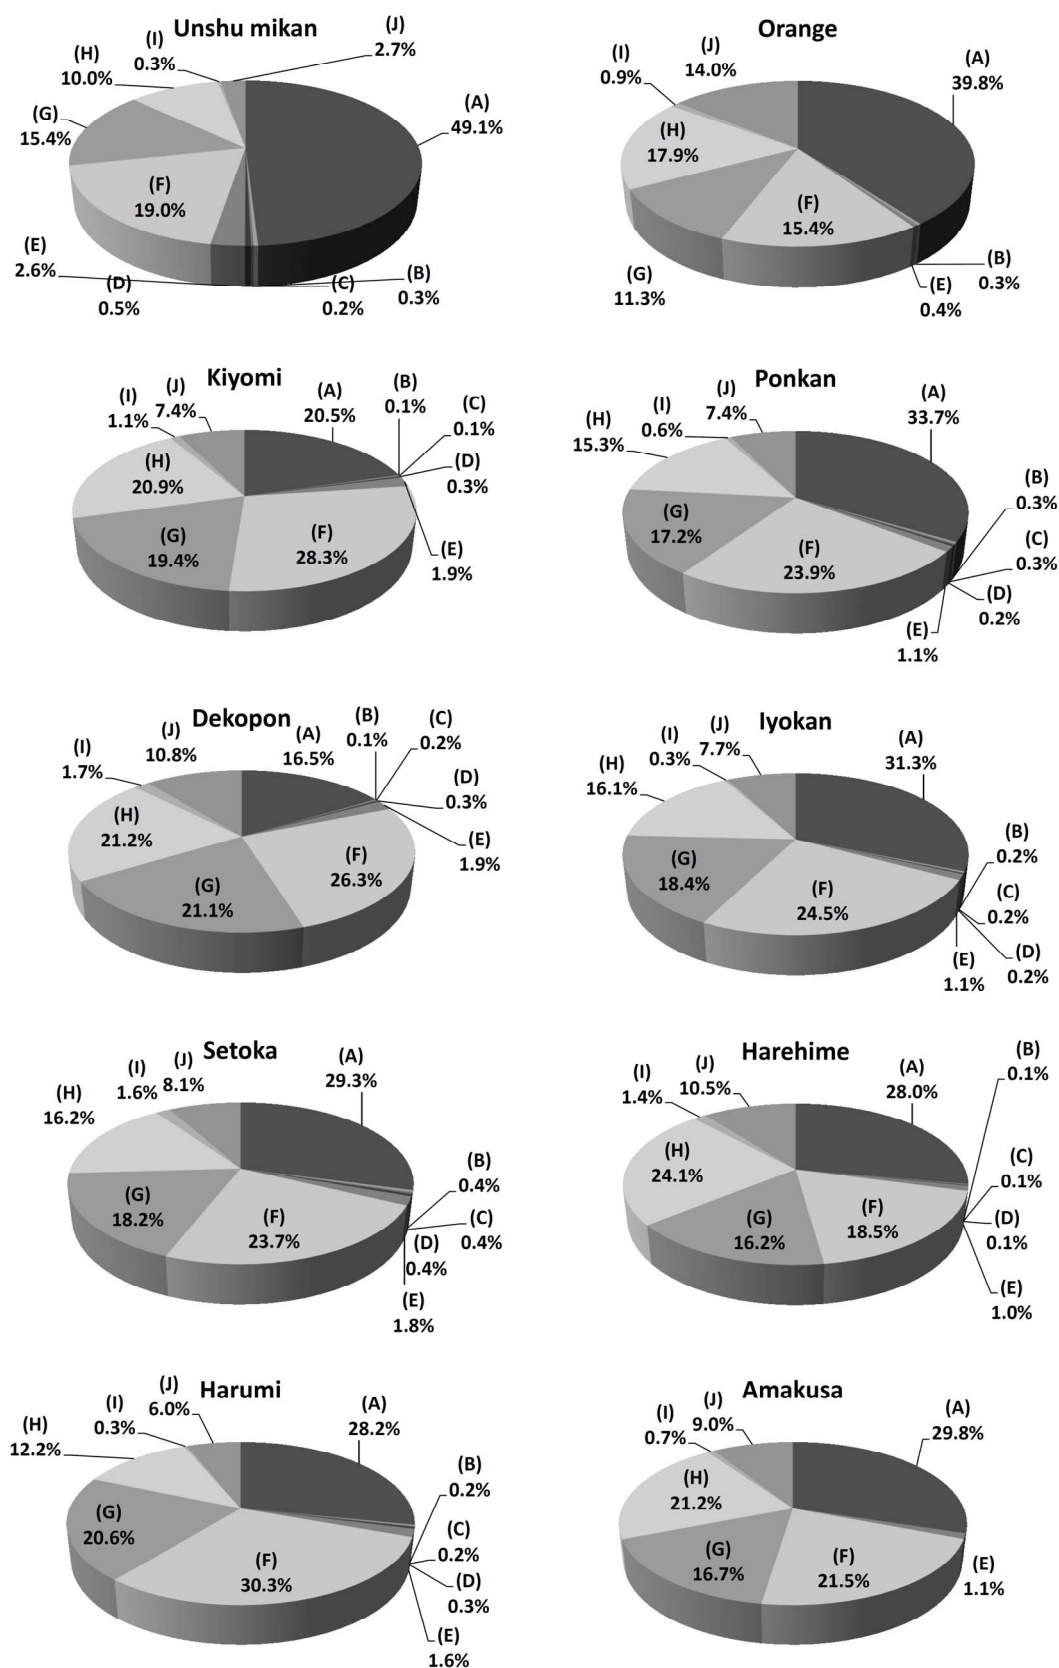 Unshu mikan
(A)
49.1%
(B)
0.3%
(C)
0.2%
(D)
0.5%
(E)
2.6%
(F)
19.0%
(G)
15.4%
(H)
10.0%
(I)
0.3%
(J)
2.7%
Orange
(A)
39.8%
(B)
0.3%
(E)
0.4%
(F)
15.4%
(G)
11.3%
(H)
17.9%
(I)
0.9%
(J)
14.0%
Kiyomi
(A)
20.5%
(B)
0.1%
(C)
0.1%
(D)
0.3%
(E)
1.9%
(F)
28.3%
(G)
19.4%
(H)
20.9%
(I)
1.1%
(J)
7.4%
Ponkan
(A)
33.7%
(B)
0.3%
(C)
0.3%
(D)
0.2%
(E)
1.1%
(F)
23.9%
(G)
17.2%
(H)
15.3%
(I)
0.6%
(J)
7.4%
Dekopon
(A)
16.5%
(B)
0.1%
(C)
0.2%
(D)
0.3%
(E)
1.9%
(F)
26.3%
(G)
21.1%
(H)
21.2%
(I)
1.7%
(J)
10.8%
Iyokan
(A)
31.3%
(B)
0.2%
(C)
0.2%
(D)
0.2%
(E)
1.1%
(F)
24.5%
(G)
18.4%
(H)
16.1%
(I)
0.3%
(J)
7.7%
Setoka
(A)
29.3%
(B)
0.4%
(C)
0.4%
(D)
0.4%
(E)
1.8%
(F)
23.7%
(G)
18.2%
(H)
16.2%
(I)
1.6%
(J)
8.1%
Harehime
(A)
28.0%
(B)
0.1%
(C)
0.1%
(D)
0.1%
(E)
1.0%
(F)
18.5%
(G)
16.2%
(H)
24.1%
(I)
1.4%
(J)
10.5%
Harumi
(A)
28.2%
(B)
0.2%
(C)
0.2%
(D)
0.3%
(E)
1.6%
(F)
30.3%
(G)
20.6%
(H)
12.2%
(I)
0.3%
(J)
6.0%
Amakusa
(A)
29.8%
(E)
1.1%
(F)
21.5%
(G)
16.7%
(H)
21.2%
(I)
0.7%
(J)
9.0%